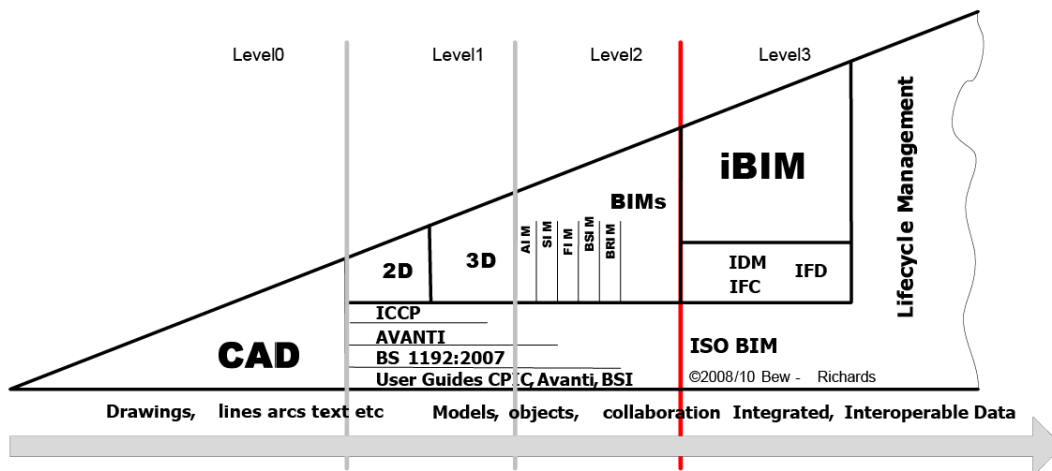 Level0 Level1 Level2 Level3
iBIM
BIMs
AIM
SIM
FIM
BSIM
BRIM
2D 3D
IDM IFD
IFC
Lifecycle Management
CAD
ICCP
AVANTI
BS 1192:2007
User Guides CPIC, Avanti, BSI
ISO BIM
©2008/10 Bew - Richards
Drawings, lines arcs text etc Models, objects, collaboration Integrated, Interoperable Data